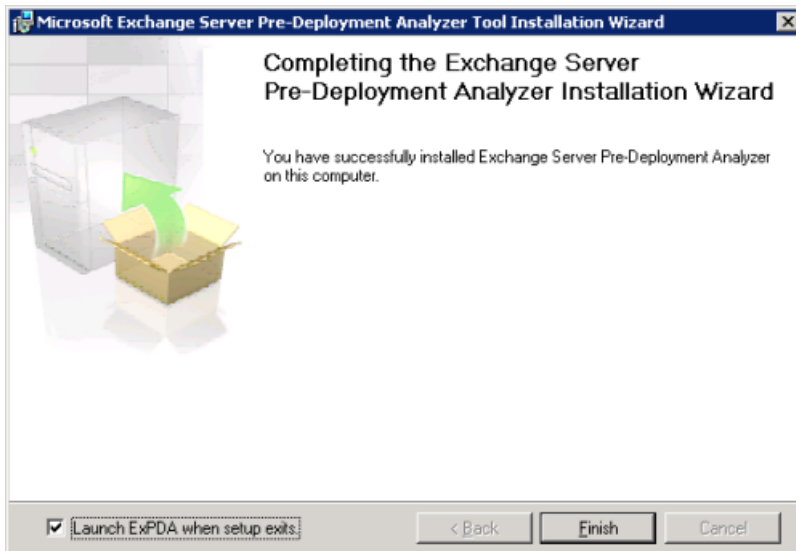 Microsoft Exchange Server Pre-Deployment Analyzer Tool Installation Wizard
Completing the Exchange Server
Pre-Deployment Analyzer Installation Wizard
You have successfully installed Exchange Server Pre-Deployment Analyzer
on this computer.
Launch ExPDA when setup exits.
< Back
Finish
Cancel